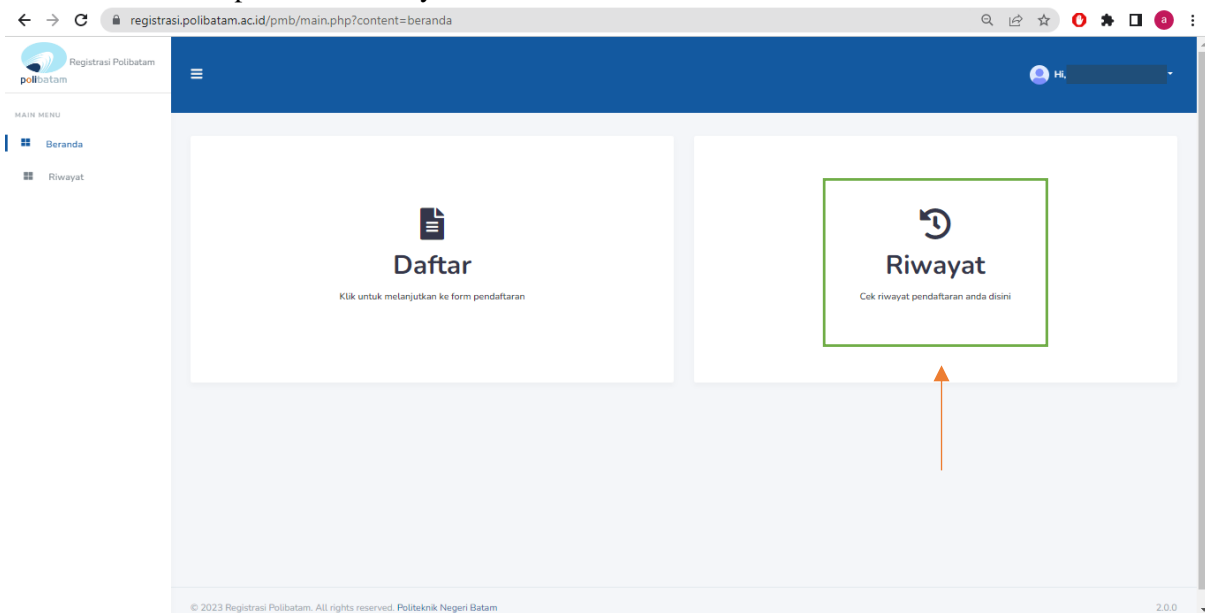 registrasi.polibatam.ac.id/pmb/main.php?content=beranda
a
Registrasi Polibatam
polibatam
Hi,
MAIN MENU
Beranda
Riwayat
Daftar
Klik untuk melanjutkan ke form pendaftaran
Riwayat
Cek riwayat pendaftaran anda disini
© 2023 Registrasi Polibatam. All rights reserved. Politeknik Negeri Batam
2.0.0